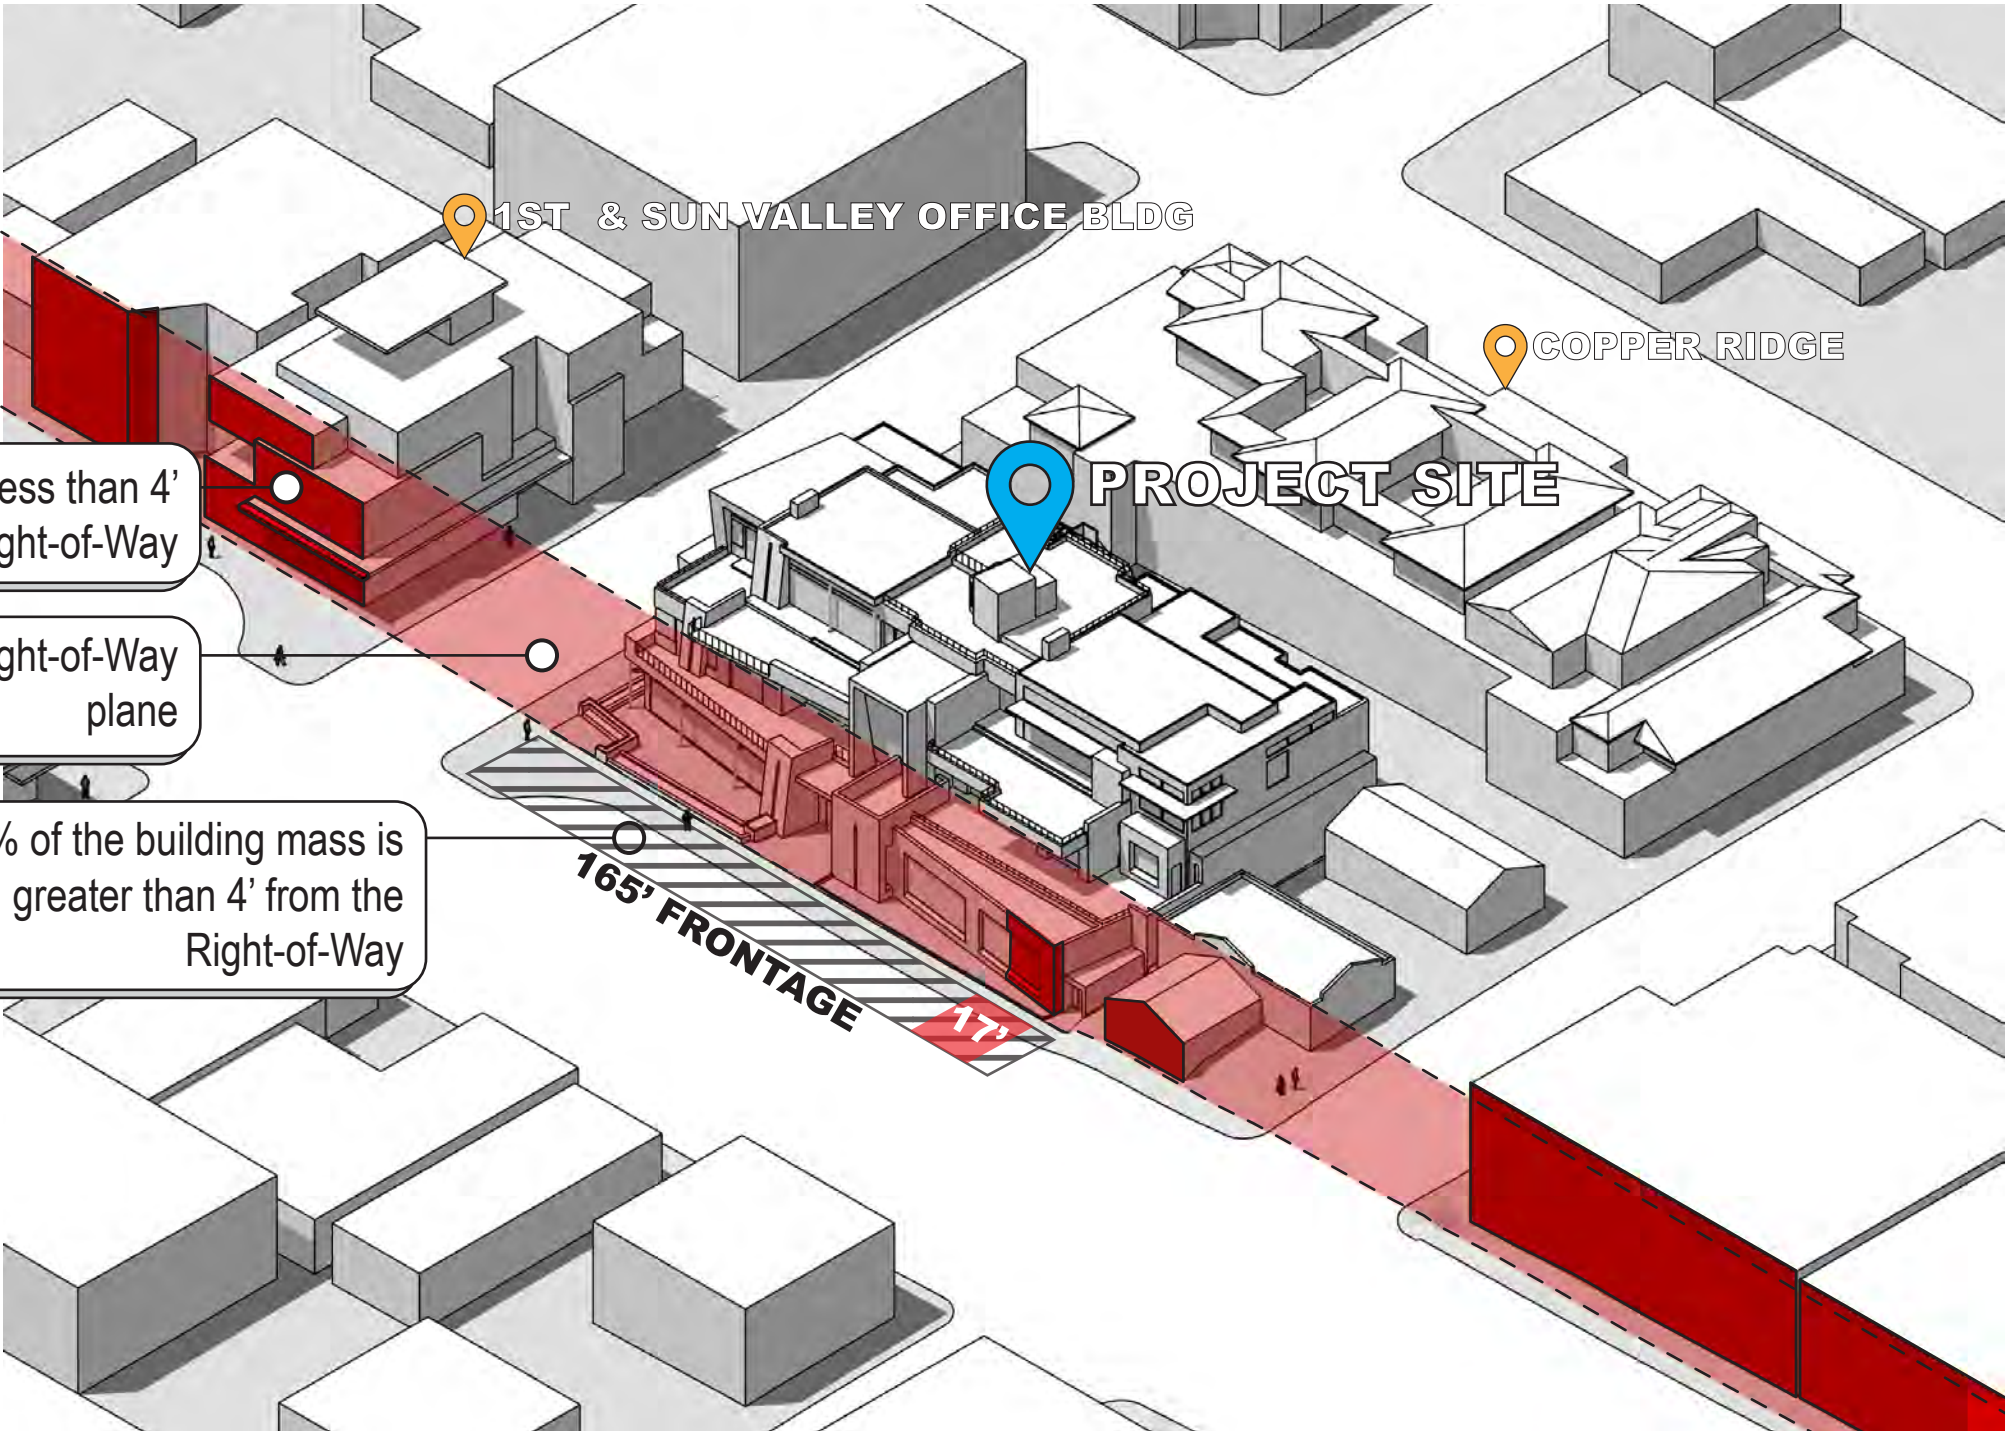 1ST & SUN VALLEY OFFICE BLDG
COPPER RIDGE
PROJECT SITE
ess than 4’
ght-of-Way
ght-of-Way
plane
% of the building mass is
greater than 4’ from the
Right-of-Way
165’ FRONTAGE
17’